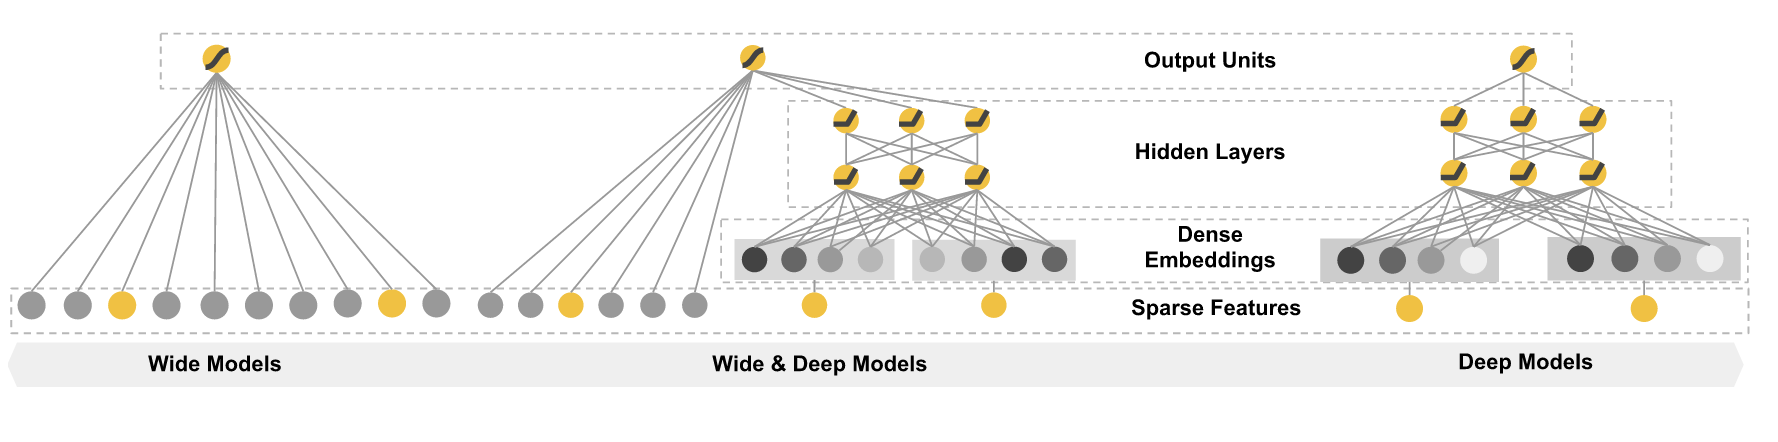 Output Units
Hidden Layers
Dense
Embeddings
Sparse Features
Wide Models
Wide & Deep Models
Deep Models